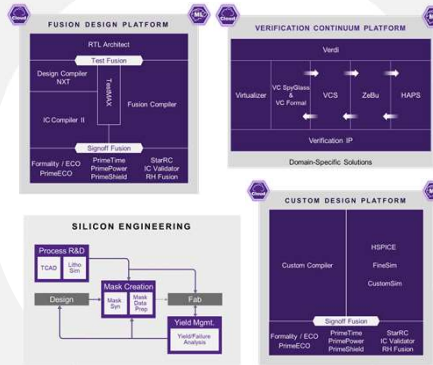 Cloud
ML
FUSION DESIGN PLATFORM
RTL Architect
Test Fusion
Design Compiler
NXT
TestMAX
Fusion Compiler
IC Compiler II
Signoff Fusion
Formality / ECO
PrimeECO
PrimeTime
PrimePower
PrimeShield
StarRC
IC Validator
RH Fusion
Cloud
VERIFICATION CONTINUUM PLATFORM
Verdi
Virtualizer
VC SpyGlass
&
VC Formal
VCS
ZeBu
HAPS
Verification IP
Domain-Specific Solutions
SILICON ENGINEERING
Process R&D
TCAD
Litho
Sim
Design
Mask Creation
Mask
Syn
Mask
Data
Prep
Fab
Yield Mgmt.
Yield/Failure
Analysis
Cloud
CUSTOM DESIGN PLATFORM
Custom Compiler
HSPICE
FineSim
CustomSim
Signoff Fusion
Formality / ECO
PrimeECO
PrimeTime
PrimePower
PrimeShield
StarRC
IC Validator
RH Fusion